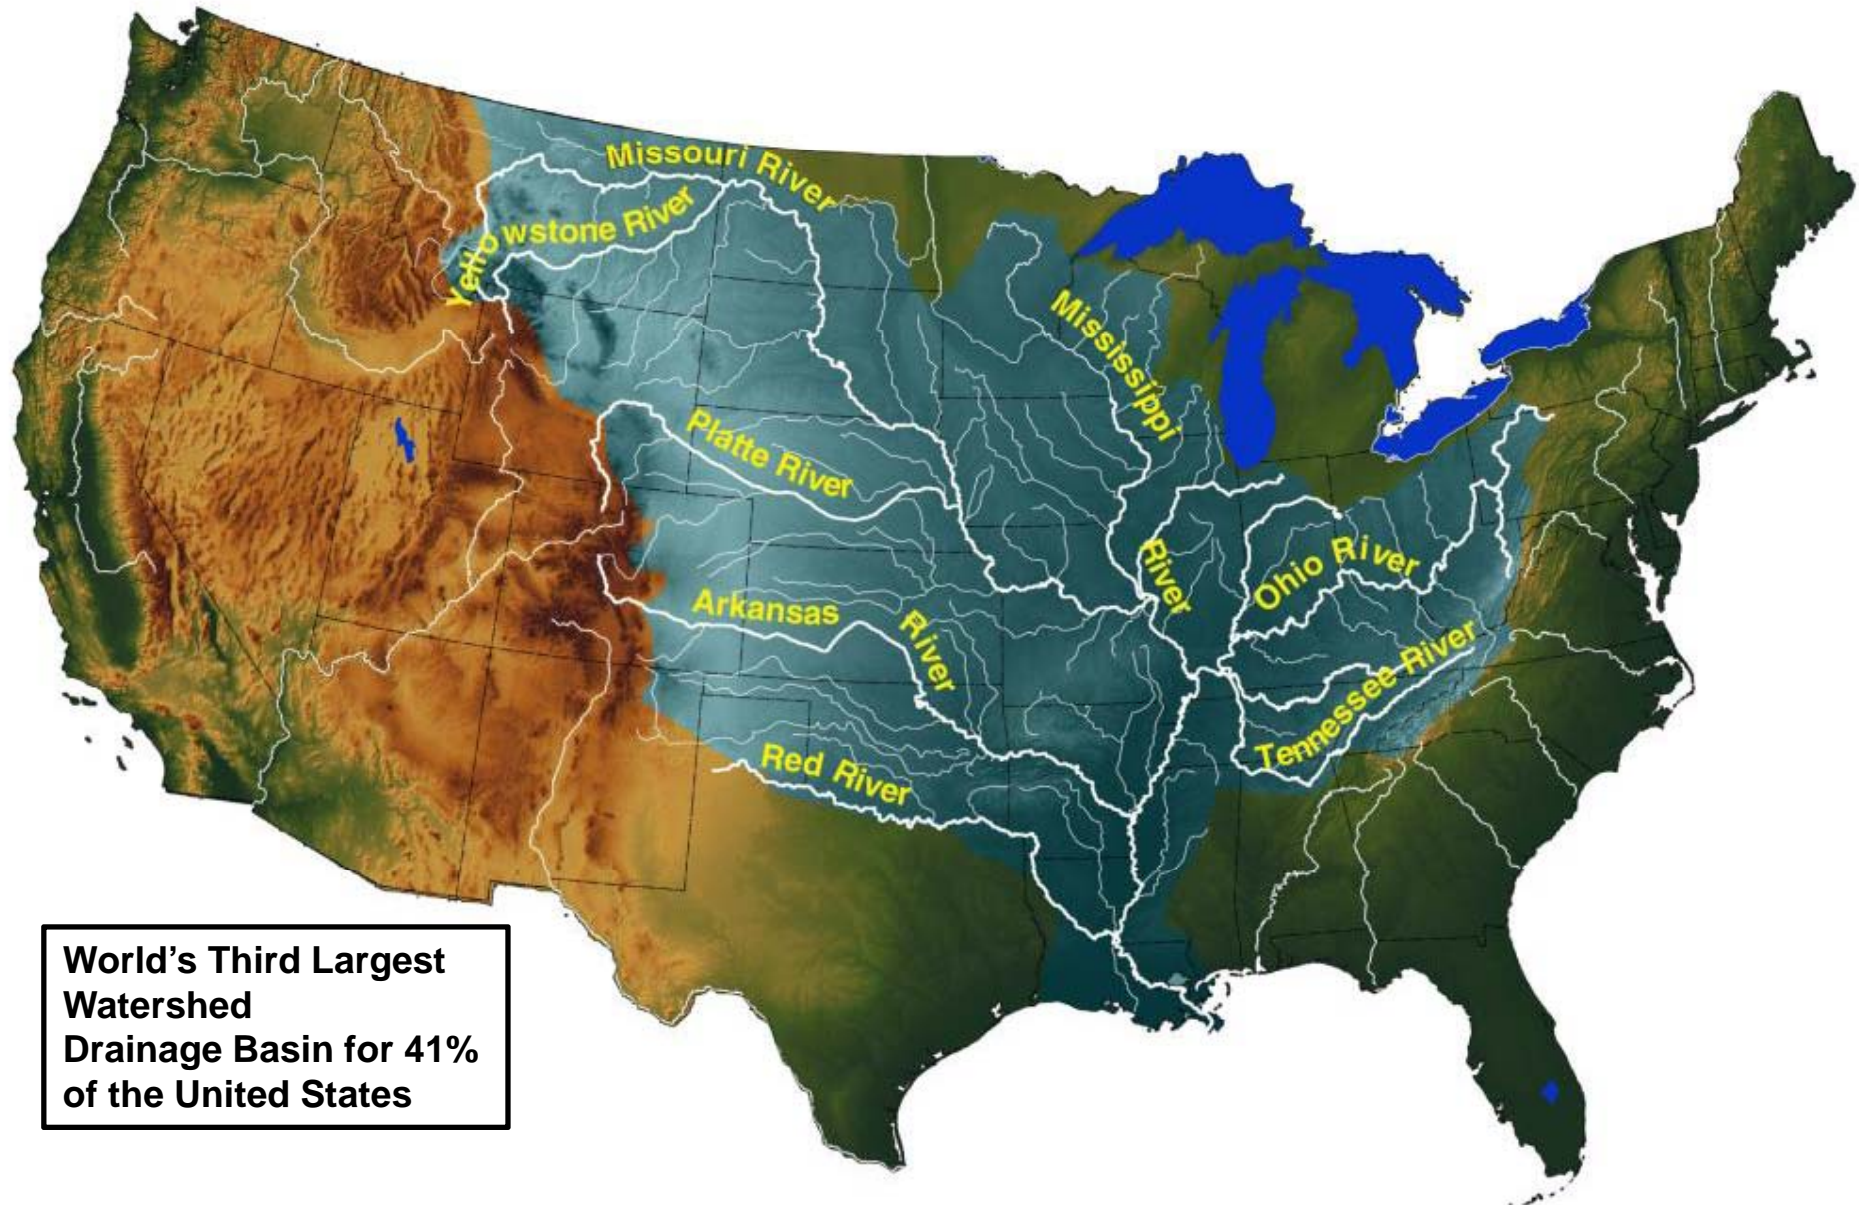 Missouri River
Yellowstone River
Mississippi
River
Platte River
Ohio River
Arkansas
River
Tennessee River
Red River
World’s Third Largest
Watershed
Drainage Basin for 41%
of the United States